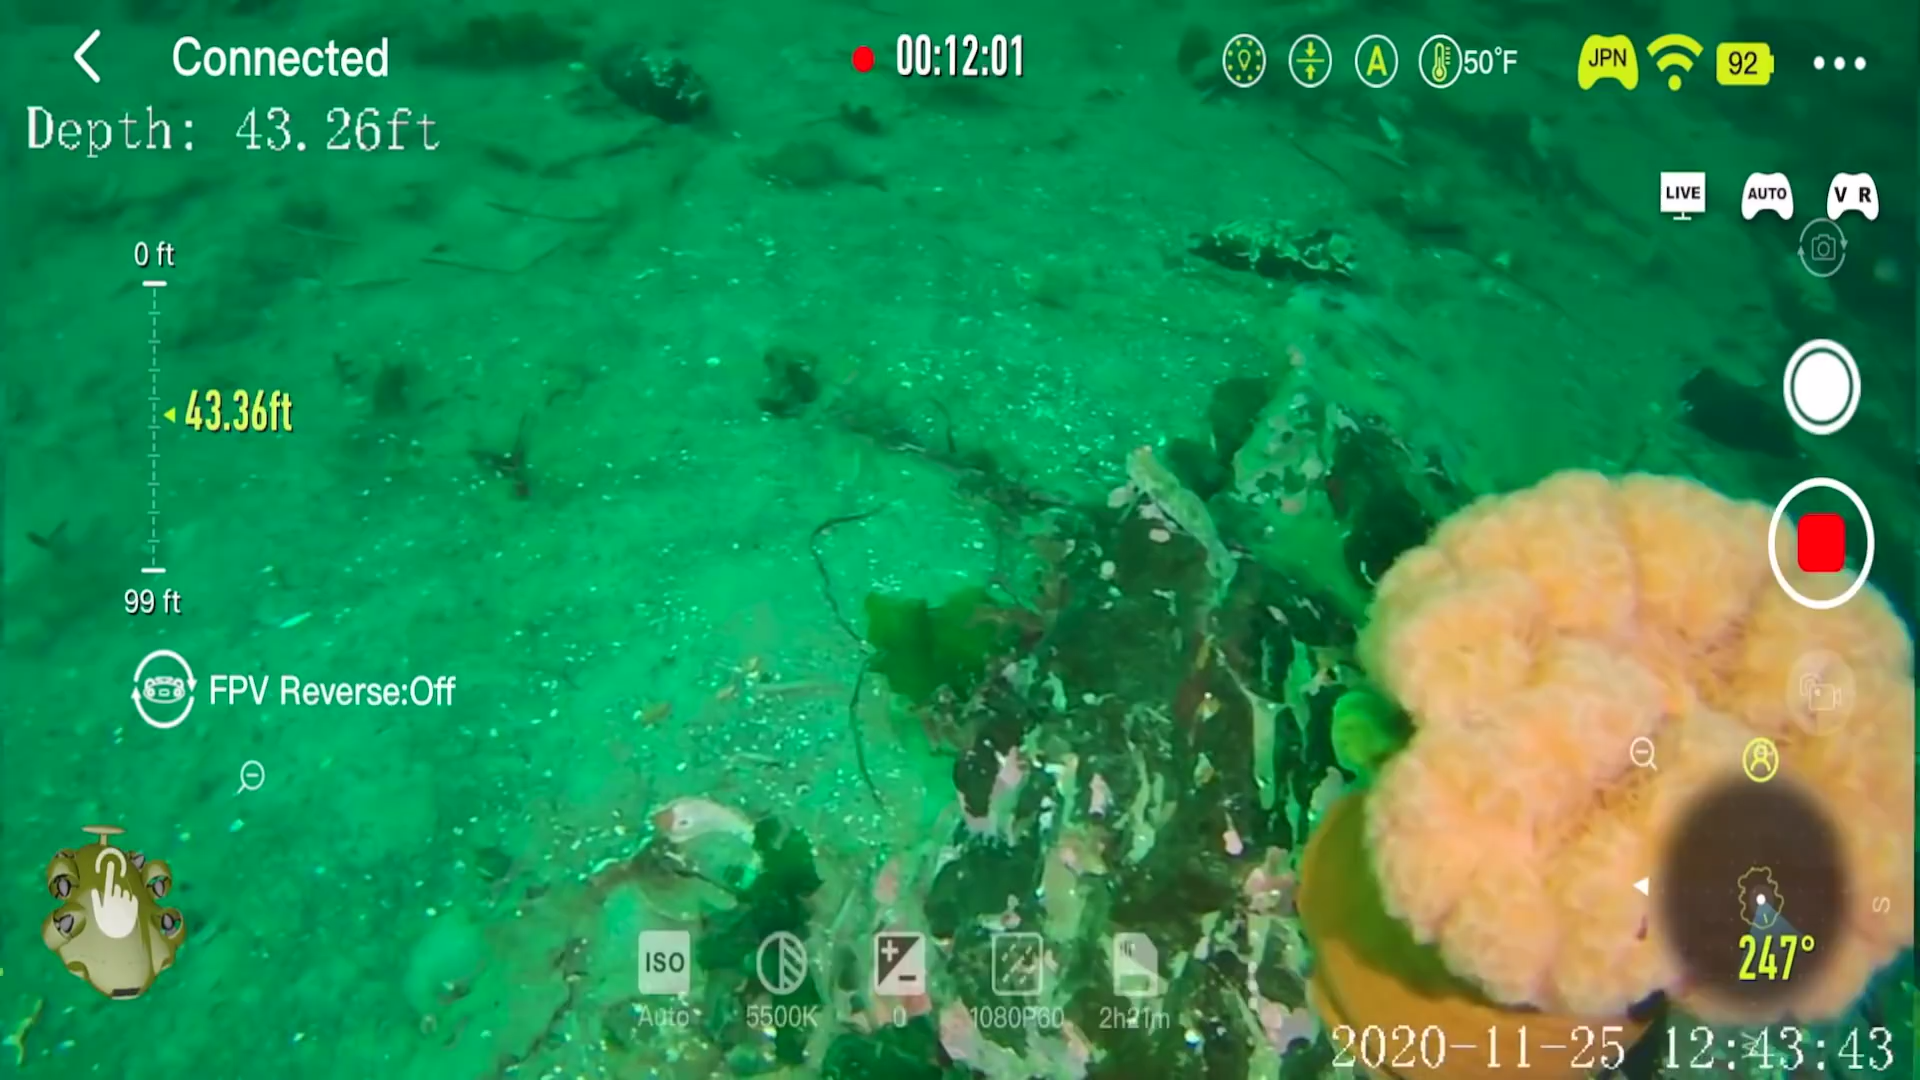 Connected
00:12:01
50°F
JPN
92
Depth: 43.26ft
LIVE
AUTO
V R
0 ft
43.36ft
99 ft
FPV Reverse:Off
S
247°
ISO
Auto
5500K
0
1080P60
2h21m
2020-11-25 12:43:43
A